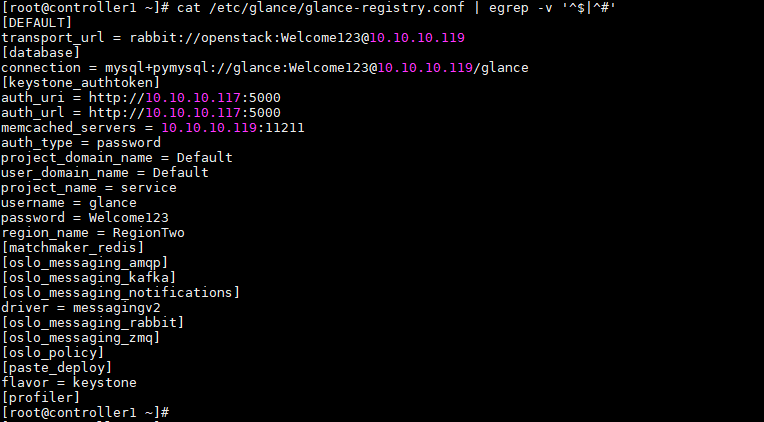 [root@controller1 ~]# cat /etc/glance/glance-registry.conf | egrep -v '^$|^#'
[DEFAULT]
transport_url = rabbit://openstack:Welcome123@10.10.10.119
[database]
connection = mysql+pymysql://glance:Welcome123@10.10.10.119/glance
[keystone_authtoken]
auth_uri = http://10.10.10.117:5000
auth_url = http://10.10.10.117:5000
memcached_servers = 10.10.10.119:11211
auth_type = password
project_domain_name = Default
user_domain_name = Default
project_name = service
username = glance
password = Welcome123
region_name = RegionTwo
[matchmaker_redis]
[oslo_messaging_amqp]
[oslo_messaging_kafka]
[oslo_messaging_notifications]
driver = messagingv2
[oslo_messaging_rabbit]
[oslo_messaging_zmq]
[oslo_policy]
[paste_deploy]
flavor = keystone
[profiler]
[root@controller1 ~]#